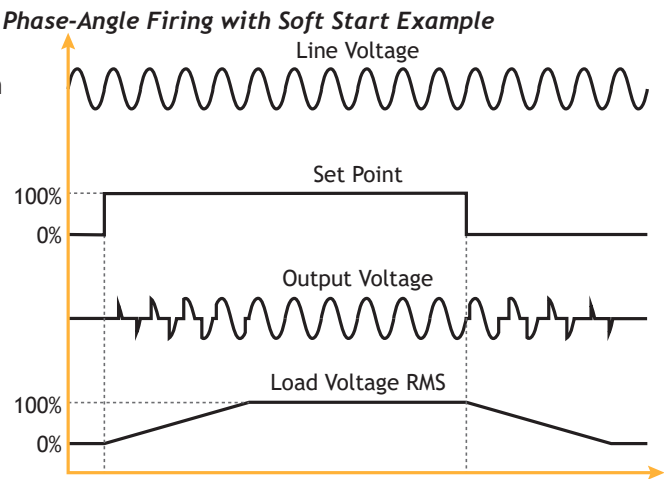 Phase-Angle Firing with Soft Start Example
Line Voltage
Set Point
100%
0%
Output Voltage
Load Voltage RMS
100%
0%